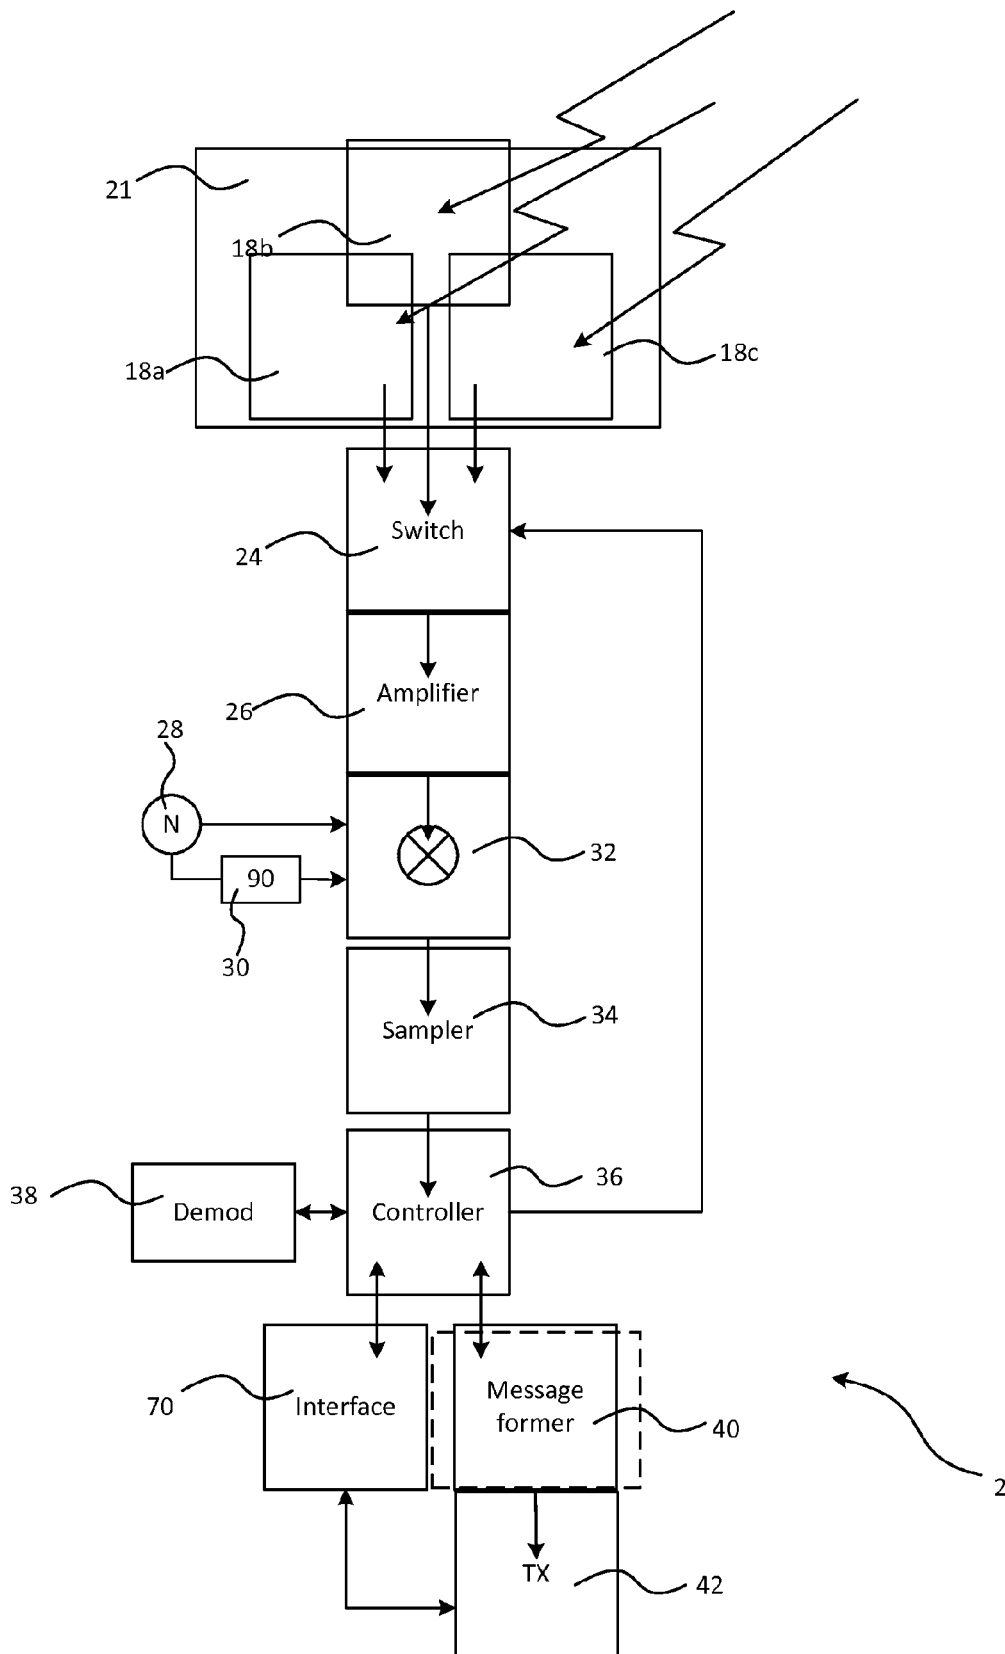 21
18b
18a
18c
Switch
24
Amplifier
26
28
N
32
90
30
34
Sampler
36
38
Demod
Controller
70
Interface
Message
former
40
2
TX
42